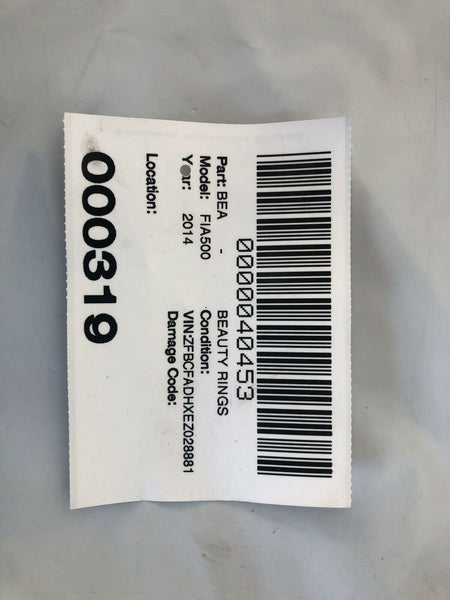 0000040453
Part: BEA - BEAUTY RINGS
Model: FIA500 Condition:
Year: 2014 VIN:ZFBCFADHXEZ028881
Damage Code:
Location:
000319